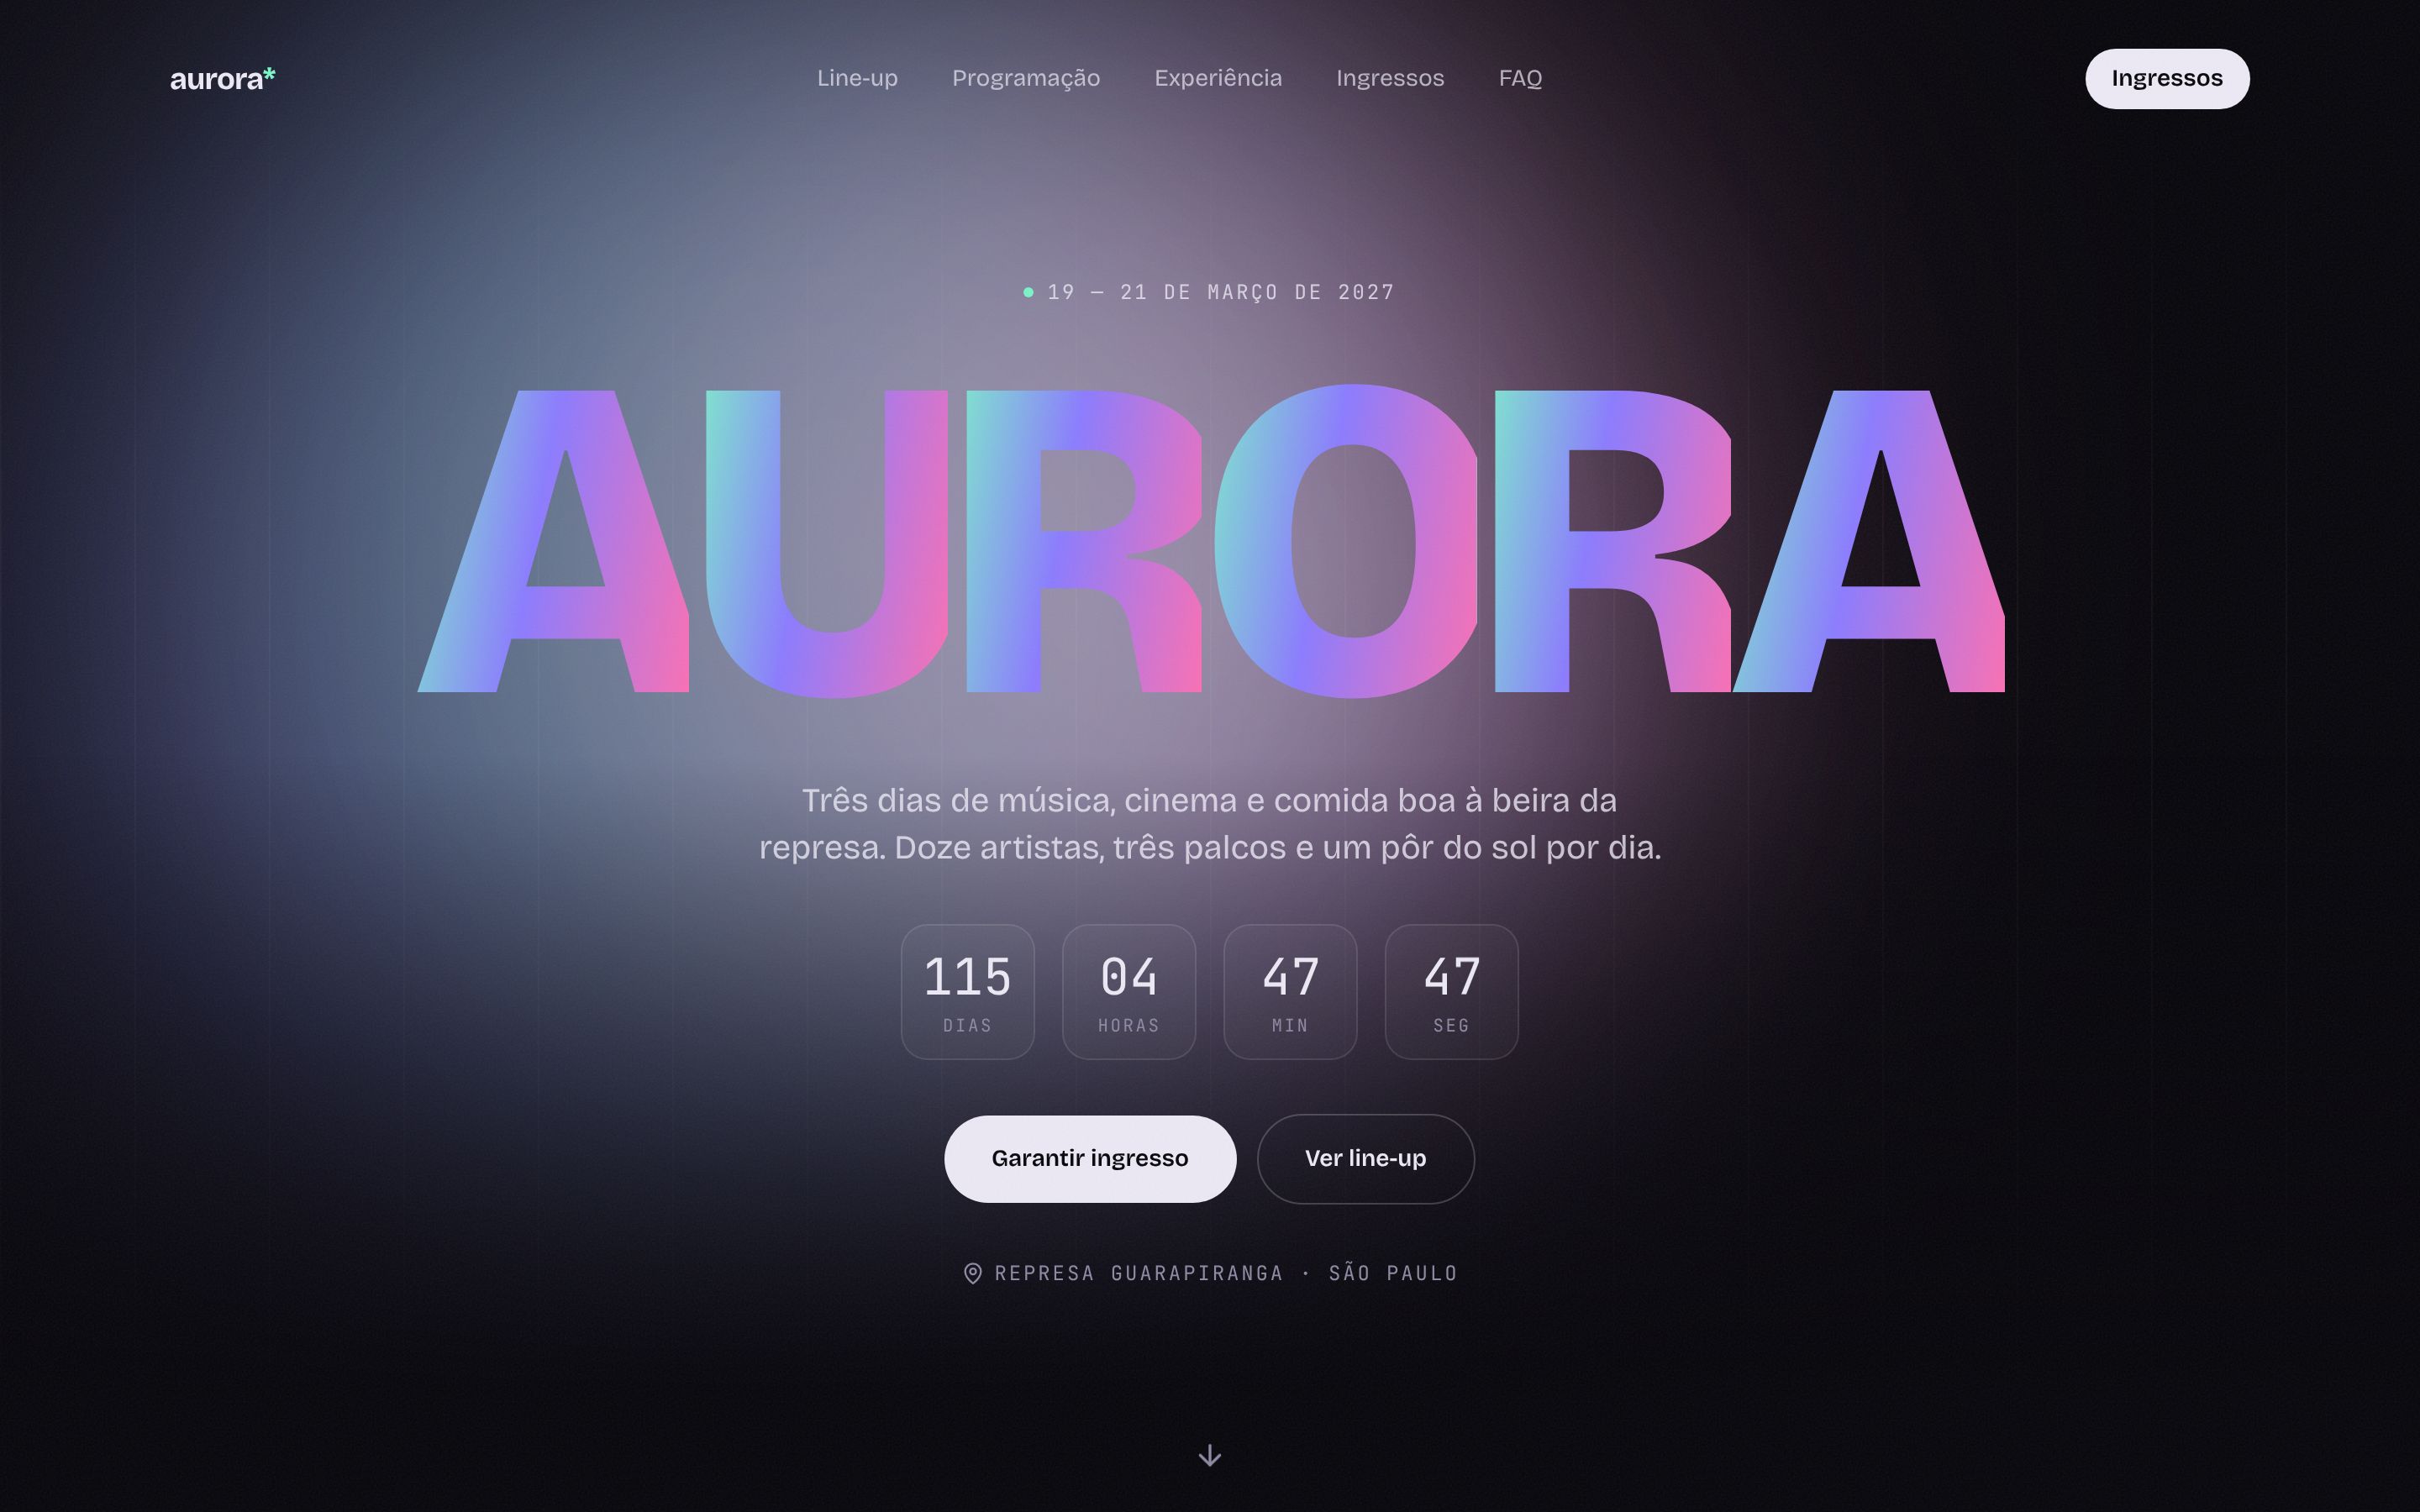 aurora*
Line-up
Programação
Experiência
Ingressos
FAQ
Ingressos
19 — 21 DE MARÇO DE 2027
AURORA
Três dias de música, cinema e comida boa à beira da
represa. Doze artistas, três palcos e um pôr do sol por dia.
115
DIAS
04
HORAS
47
MIN
47
SEG
Garantir ingresso
Ver line-up
REPRESA GUARAPIRANGA · SÃO PAULO